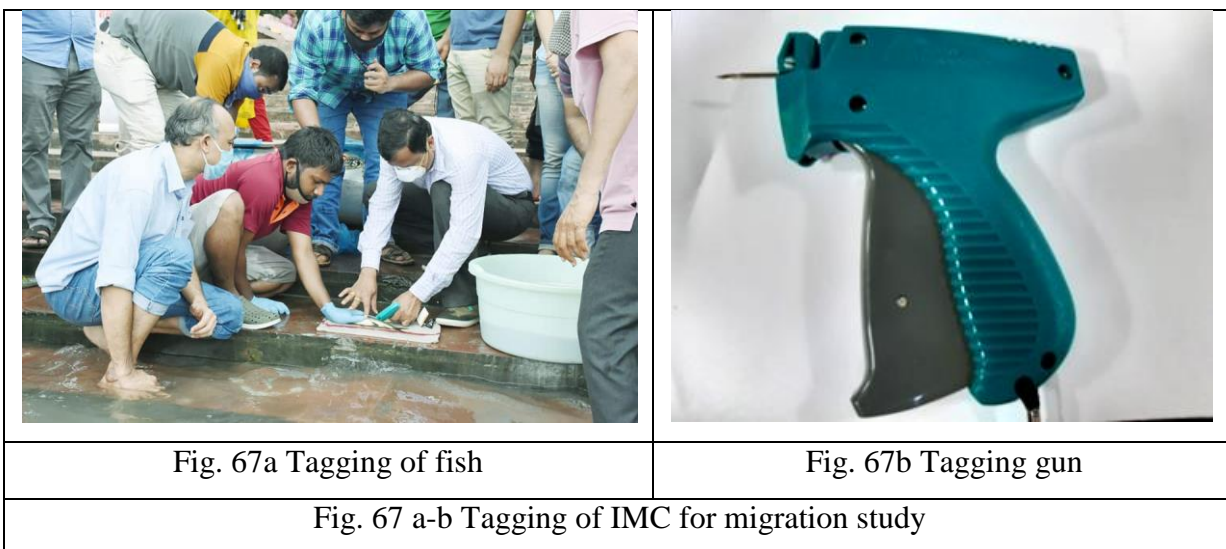 Fig. 67a Tagging of fish
Fig. 67b Tagging gun
Fig. 67 a-b Tagging of IMC for migration study